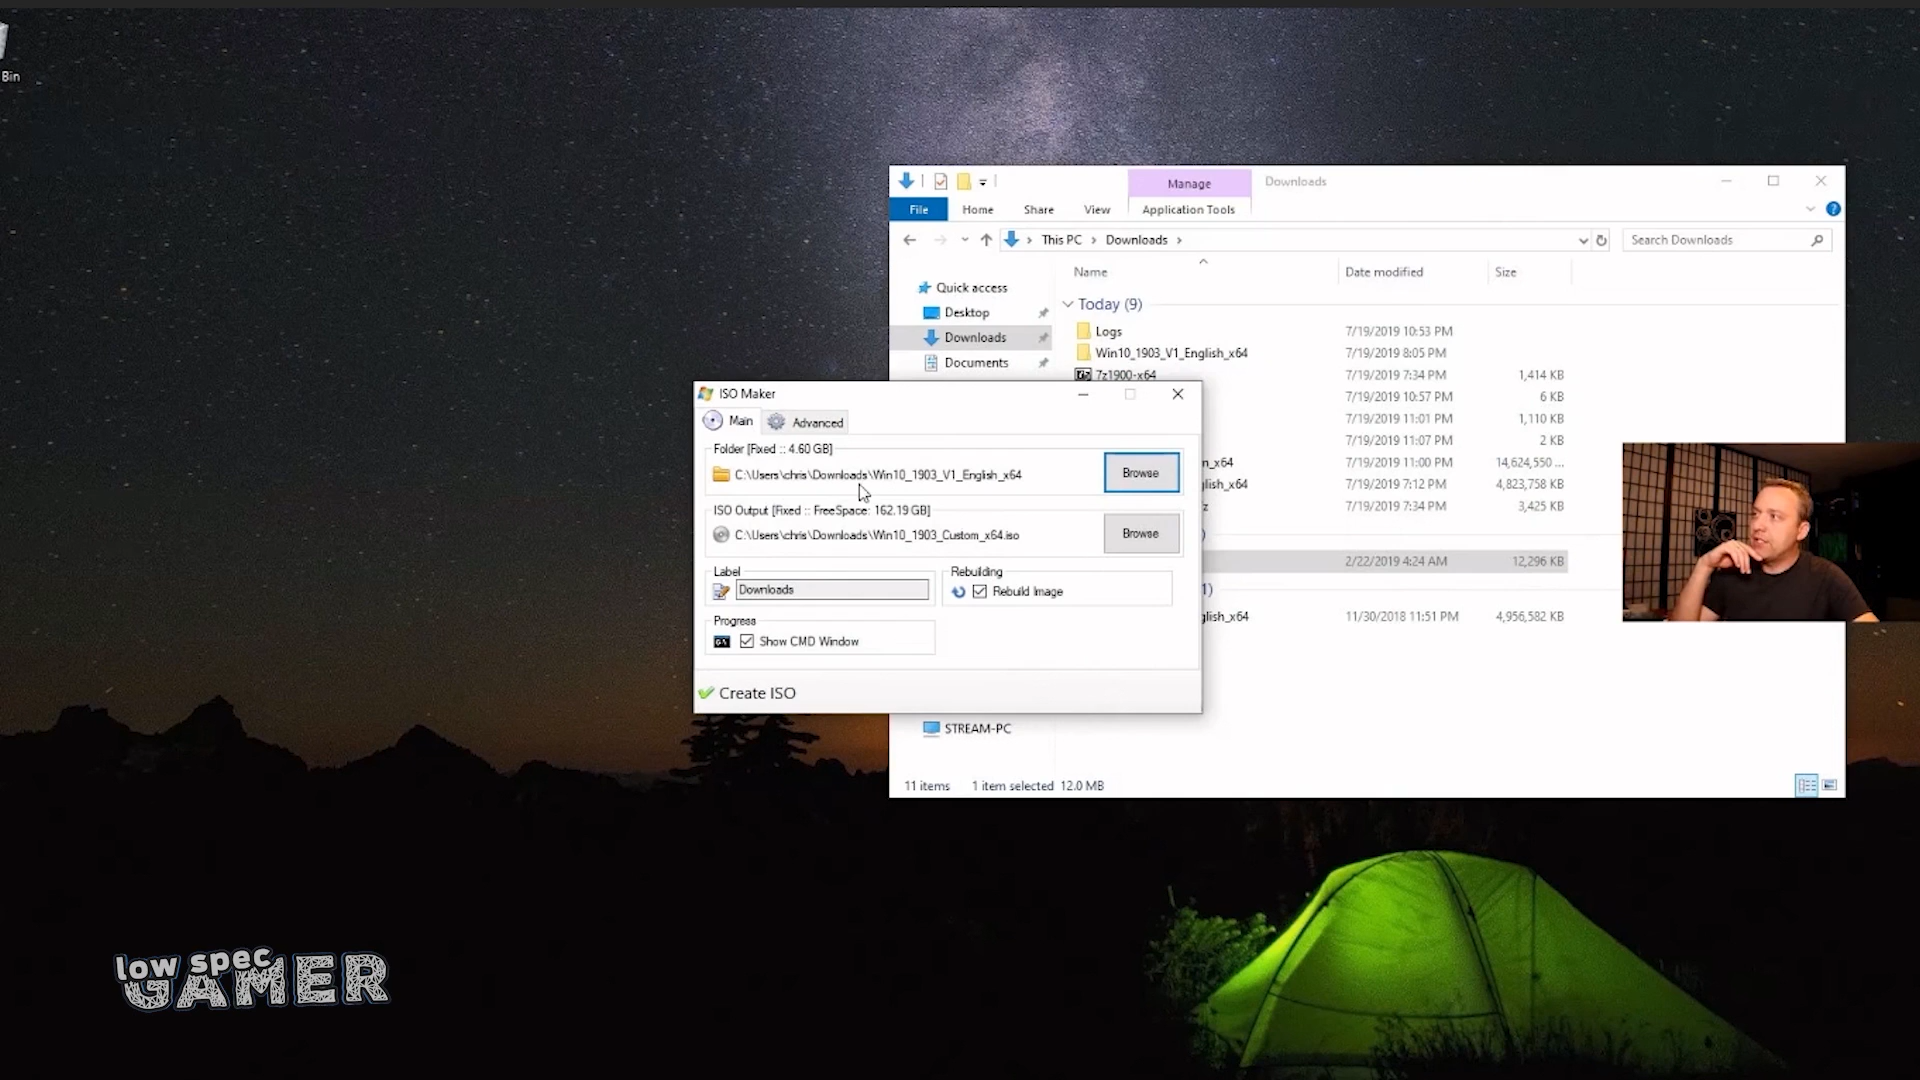 Bin
Manage
Downloads
File
Home
Share
View
Application Tools
This PC > Downloads >
Search Downloads
Name
Date modified
Size
Quick access
Desktop
Downloads
Documents
Today (9)
Logs 7/19/2019 10:53 PM
Win10_1903_V1_English_x64 7/19/2019 8:05 PM
7z1900-x64 7/19/2019 7:34 PM 1,414 KB
7/19/2019 10:57 PM 6 KB
7/19/2019 11:01 PM 1,110 KB
7/19/2019 11:07 PM 2 KB
n_x64 7/19/2019 11:00 PM 14,624,550 ...
glish_x64 7/19/2019 7:12 PM 4,823,758 KB
z 7/19/2019 7:34 PM 3,425 KB
)
2/22/2019 4:24 AM 12,296 KB
1)
glish_x64 11/30/2018 11:51 PM 4,956,582 KB
STREAM-PC
11 items 1 item selected 12.0 MB
ISO Maker
Main
Advanced
Folder [Fixed :: 4.60 GB]
C:\Users\chris\Downloads\Win10_1903_V1_English_x64
Browse
ISO Output [Fixed :: FreeSpace: 162.19 GB]
C:\Users\chris\Downloads\Win10_1903_Custom_x64.iso
Browse
Label
Downloads
Rebuilding
Rebuild Image
Progress
Show CMD Window
Create ISO
low spec
GAMER